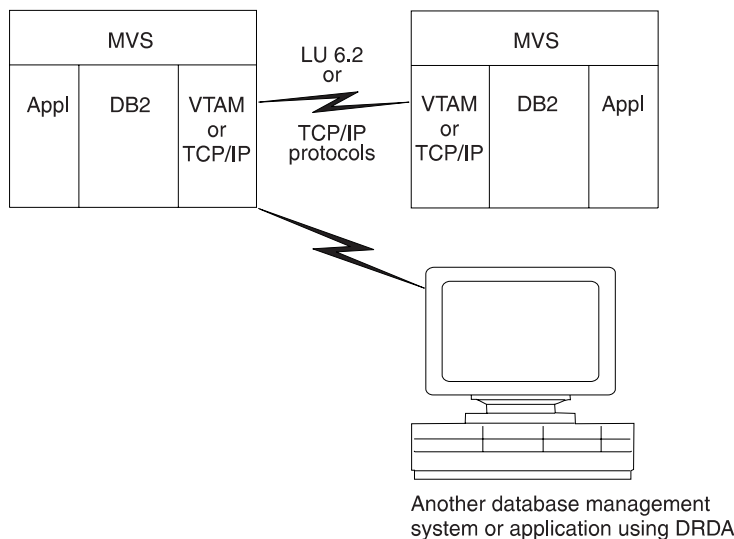 MVS
Appl
DB2
VTAM
or
TCP/IP
LU 6.2
or
TCP/IP
protocols
MVS
VTAM
or
TCP/IP
DB2
Appl
Another database management
system or application using DRDA